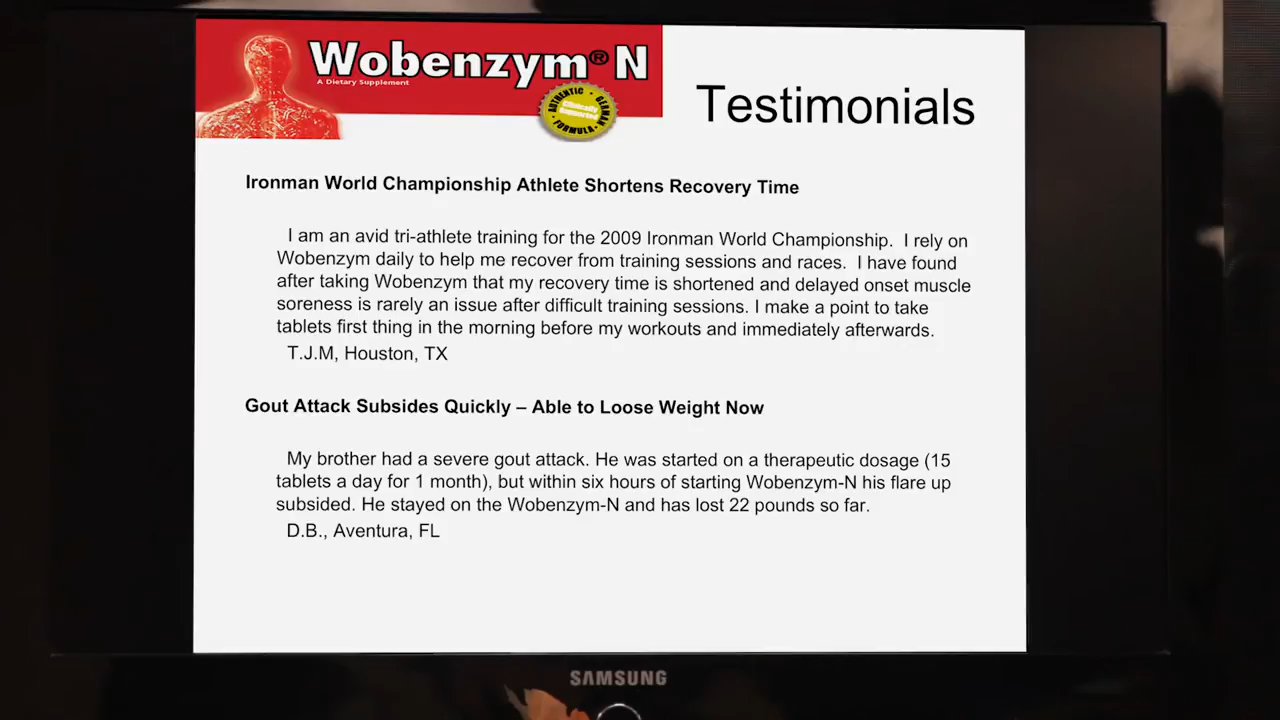 Wobenzym® N
A Dietary Supplement
AUTHENTIC • GERMAN
Clinically
Supported
FORMULA
Testimonials
Ironman World Championship Athlete Shortens Recovery Time
I am an avid tri-athlete training for the 2009 Ironman World Championship. I rely on
Wobenzym daily to help me recover from training sessions and races. I have found
after taking Wobenzym that my recovery time is shortened and delayed onset muscle
soreness is rarely an issue after difficult training sessions. I make a point to take
tablets first thing in the morning before my workouts and immediately afterwards.
T.J.M, Houston, TX
Gout Attack Subsides Quickly – Able to Loose Weight Now
My brother had a severe gout attack. He was started on a therapeutic dosage (15
tablets a day for 1 month), but within six hours of starting Wobenzym-N his flare up
subsided. He stayed on the Wobenzym-N and has lost 22 pounds so far.
D.B., Aventura, FL
SAMSUNG